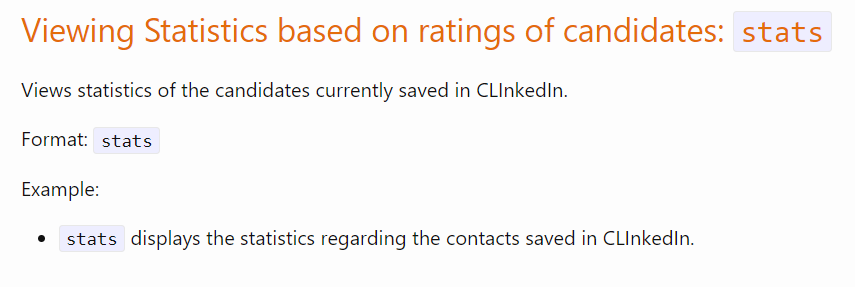 Viewing Statistics based on ratings of candidates: stats
Views statistics of the candidates currently saved in CLInkedIn.
Format: stats
Example:
• stats displays the statistics regarding the contacts saved in CLInkedIn.